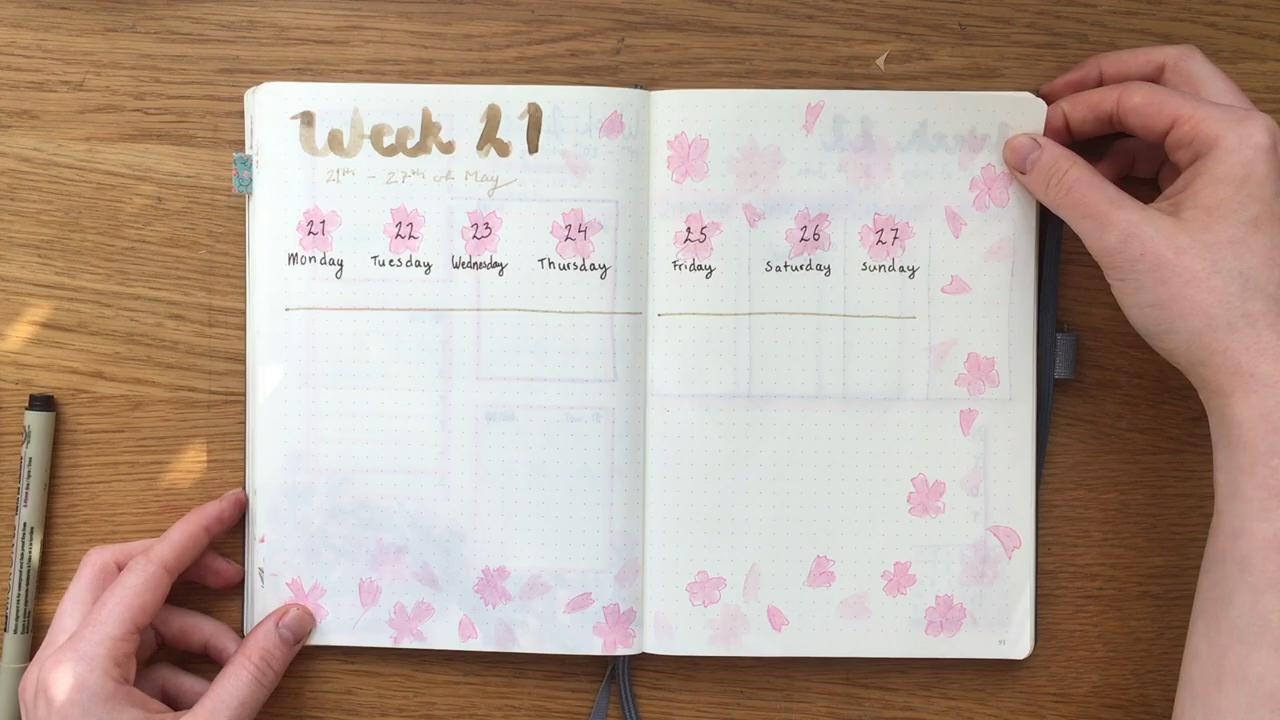 Week 21
21st - 27th of May
21 22 23 24 25 26 27
Monday Tuesday Wednesday Thursday Friday Saturday Sunday
93